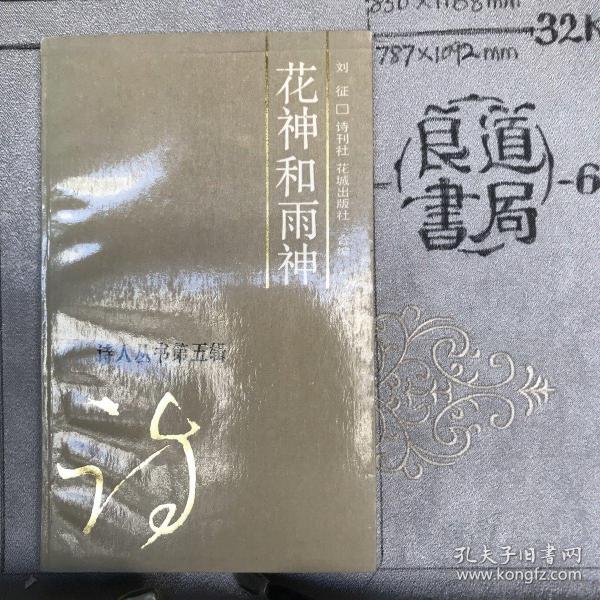 花神和雨神
刘 征 □ 诗刊社 花城出版社 合编
诗人丛书第五辑
诗
850×1168mm
787×1092mm
32K
良道
書局
-6
孔夫子旧书网
www.kongfz.com